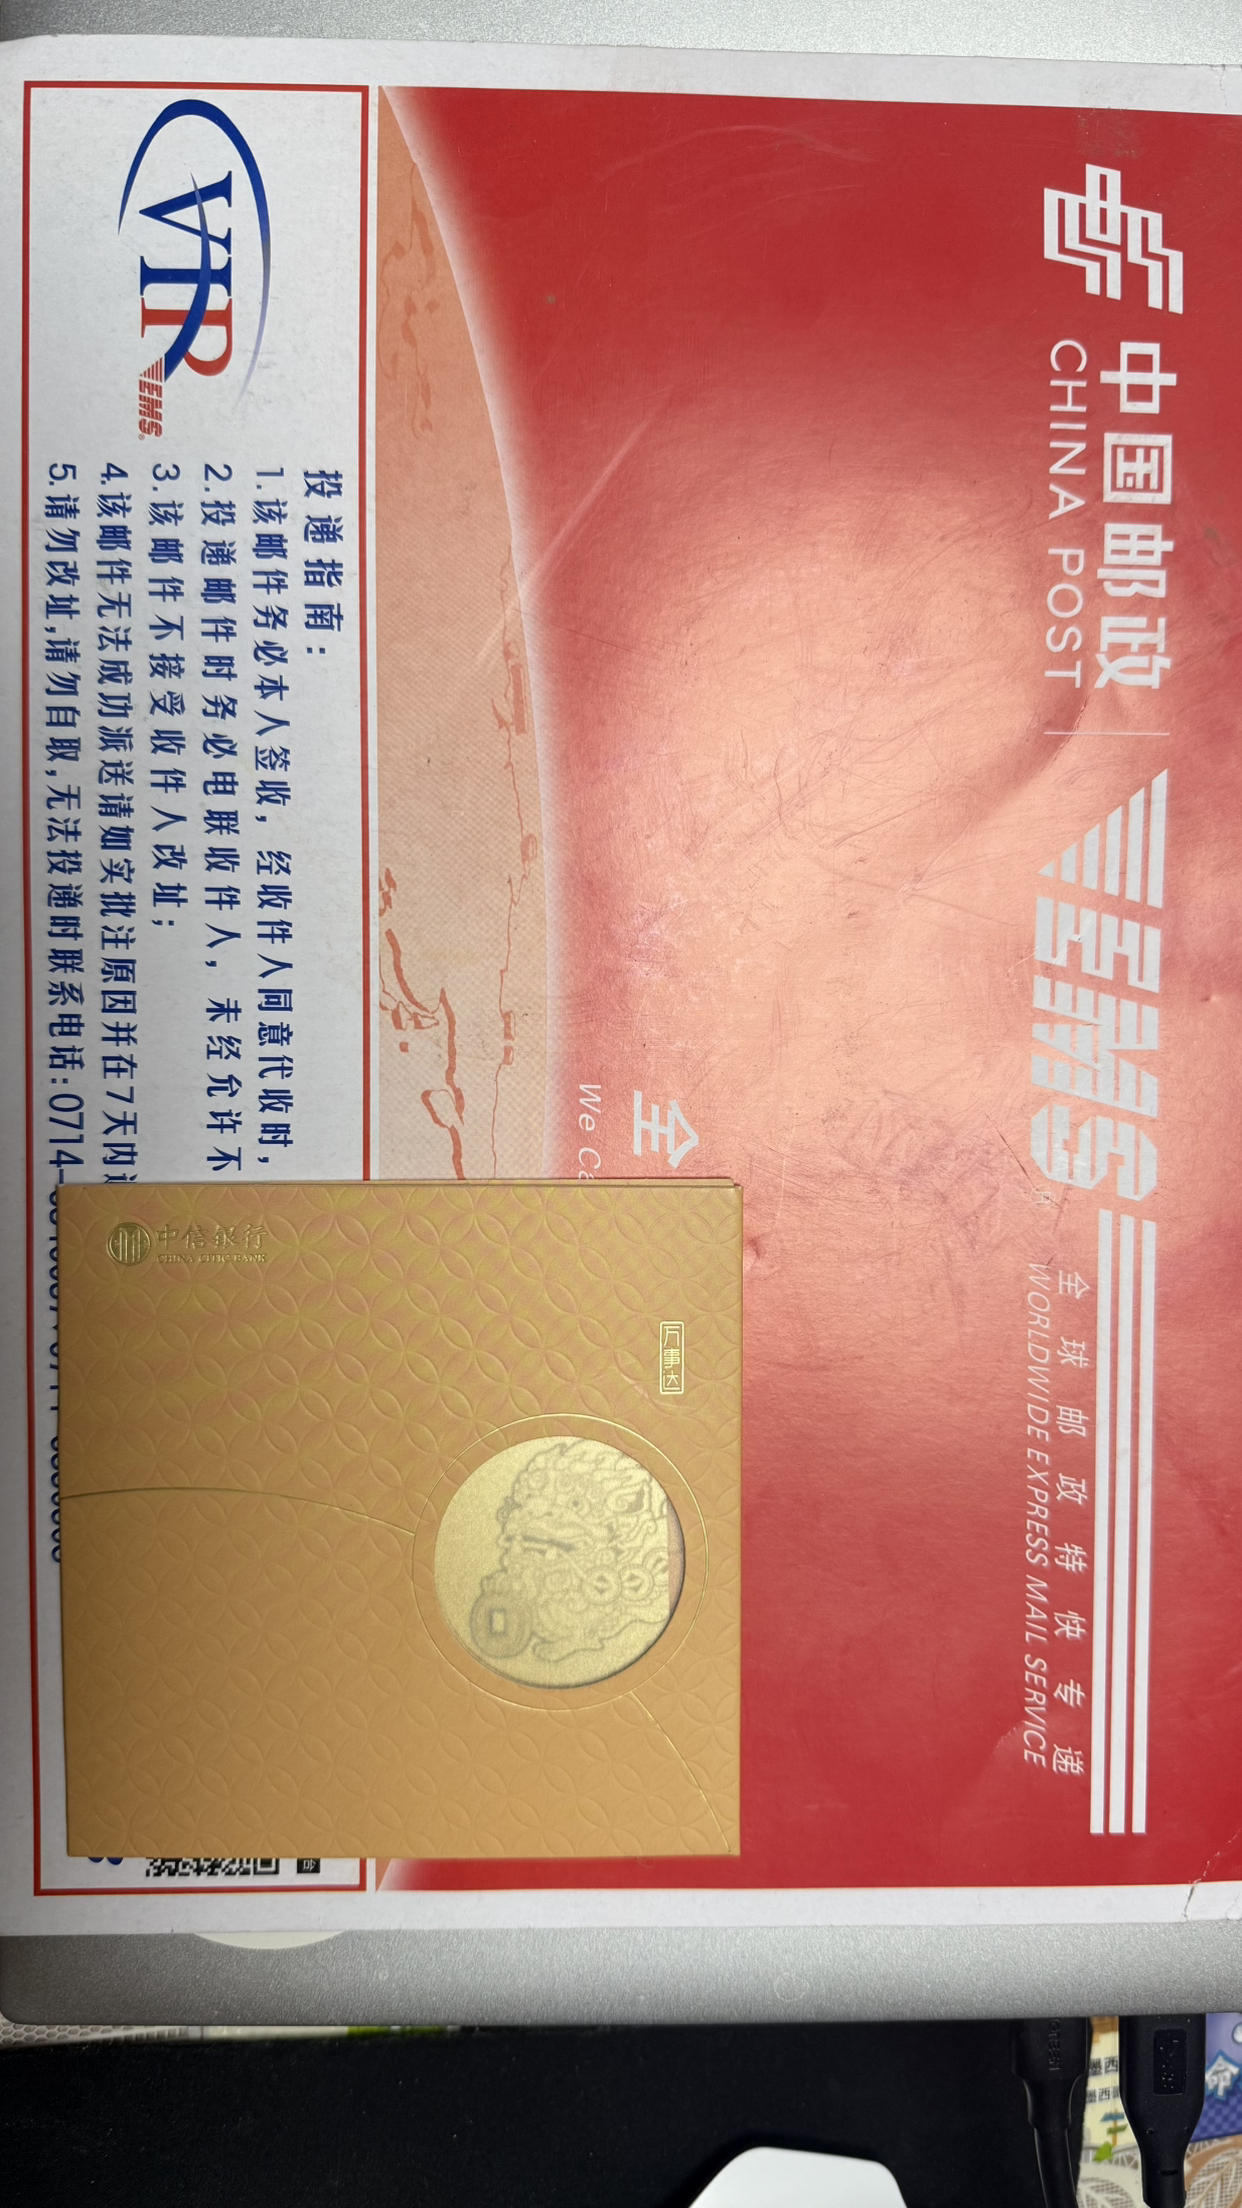 中国邮政
CHINA POST
EMS
全球邮政特快专递
WORLDWIDE EXPRESS MAIL SERVICE
全
We
VIP
EMS
投递指南：
1.该邮件务必本人签收，经收件人同意代收时，
2.投递邮件时务必电联收件人，未经允许不
3.该邮件不接受收件人改址；
4.该邮件无法成功派送请如实批注原因并在7天内
5.请勿改址,请勿自取,无法投递时联系电话:0714-
中信银行
CHINA CITIC BANK
万事达
命